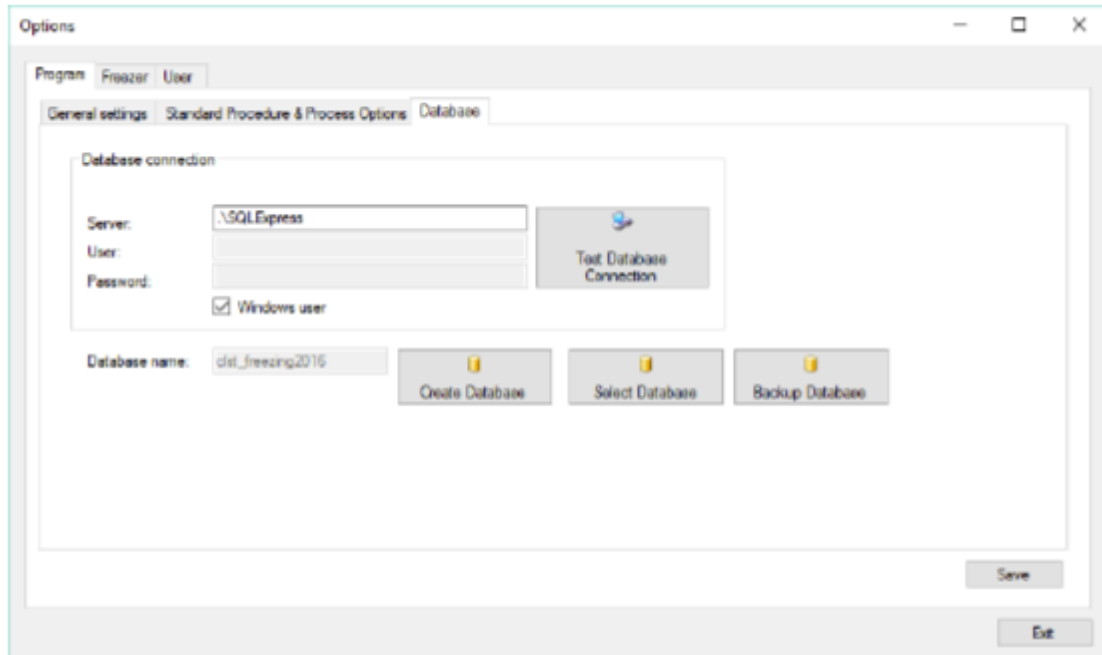 Options
Program Freezer User
General settings Standard Procedure & Process Options Database
Database connection
Server: .\SQLExpress
User:
Password:
Test Database
Connection
Windows user
Database name: clst_freezing2016
Create Database Select Database Backup Database
Save
Exit